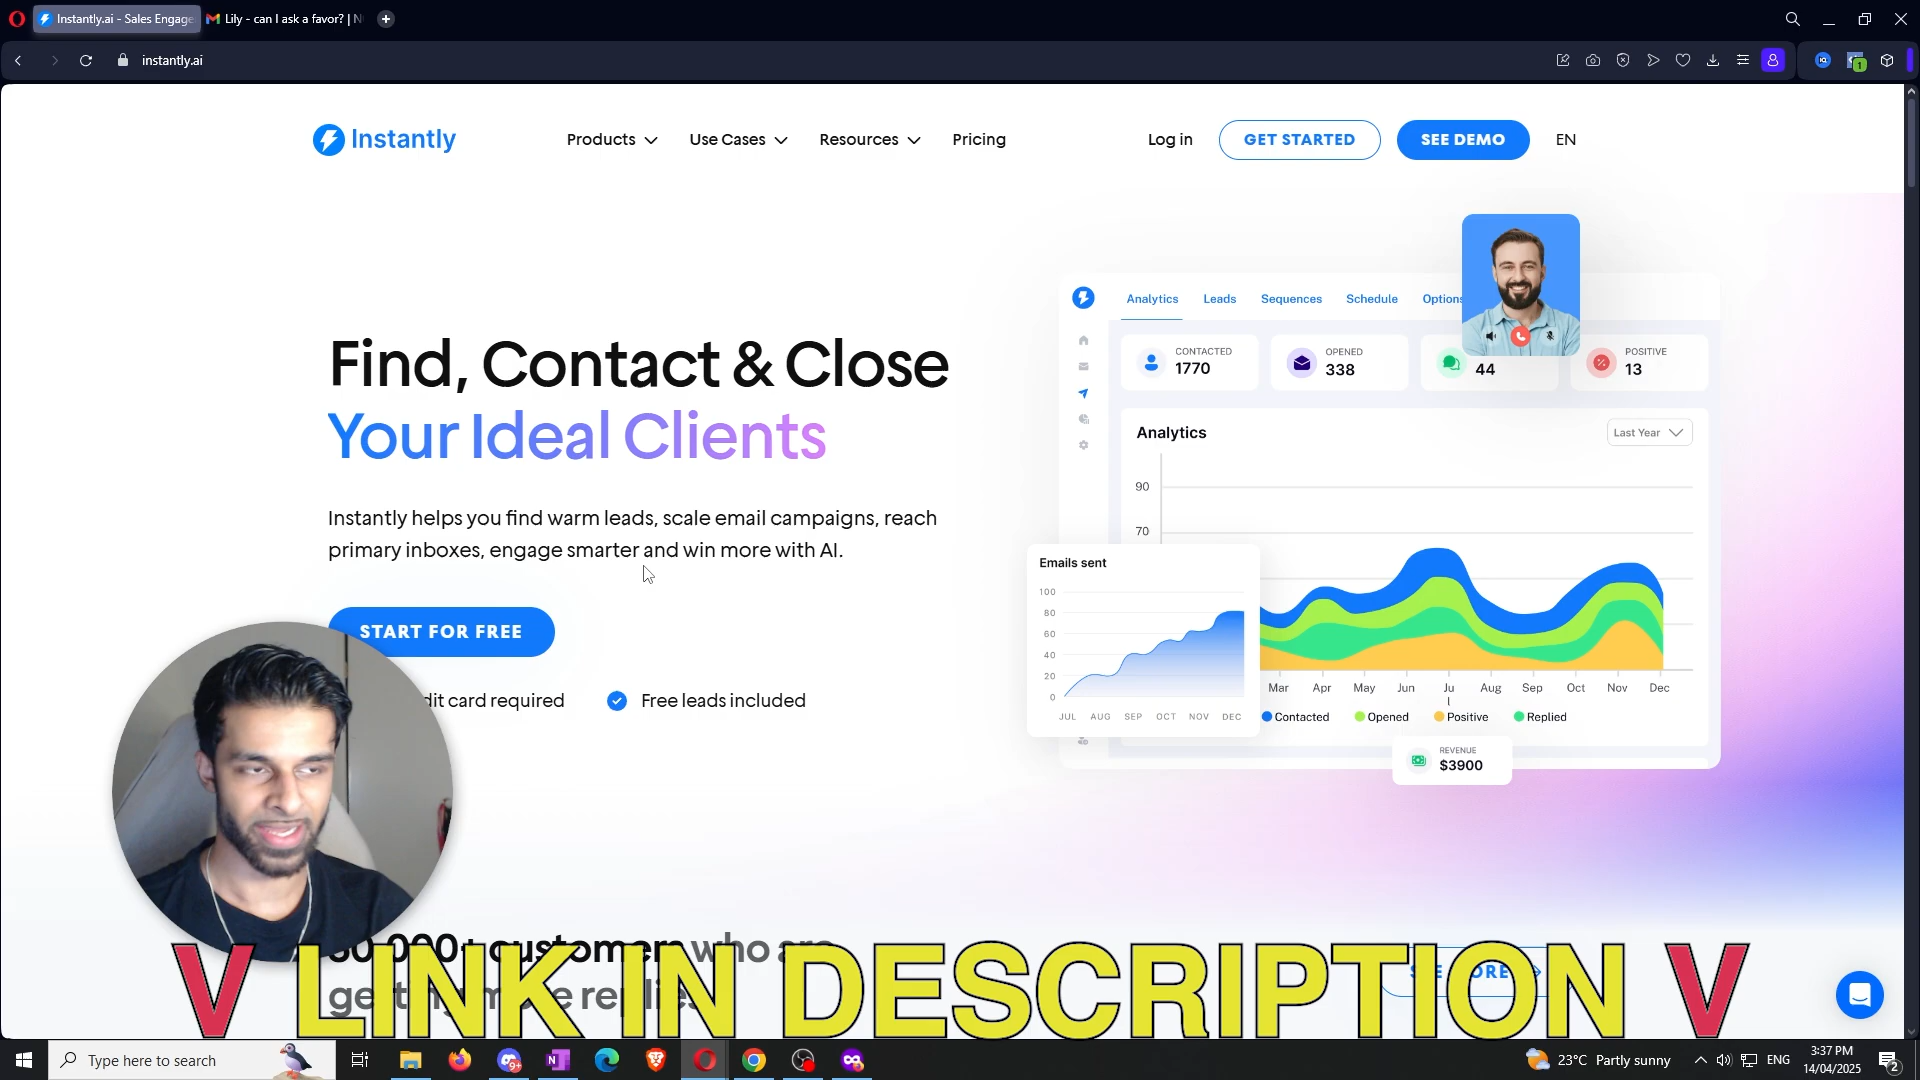 Instantly.ai - Sales Engage
Lily - can I ask a favor? | N
instantly.ai
1
Instantly
Products
Use Cases
Resources
Pricing
Log in
GET STARTED
SEE DEMO
EN
Find, Contact & Close
Your Ideal Clients
Instantly helps you find warm leads, scale email campaigns, reach
primary inboxes, engage smarter and win more with AI.
START FOR FREE
dit card required
Free leads included
Analytics
Leads
Sequences
Schedule
Options
CONTACTED
1770
OPENED
338
44
POSITIVE
13
Analytics
Last Year
90
70
Emails sent
100
80
60
40
20
0
JUL AUG SEP OCT NOV DEC
Mar Apr May Jun Ju
l
Aug Sep Oct Nov Dec
Contacted
Opened
Positive
Replied
REVENUE
$3900
customers who are
V LINK IN DESCRIPTION V
Type here to search
9+
N
23°C Partly sunny
ENG
3:37 PM
14/04/2025
2